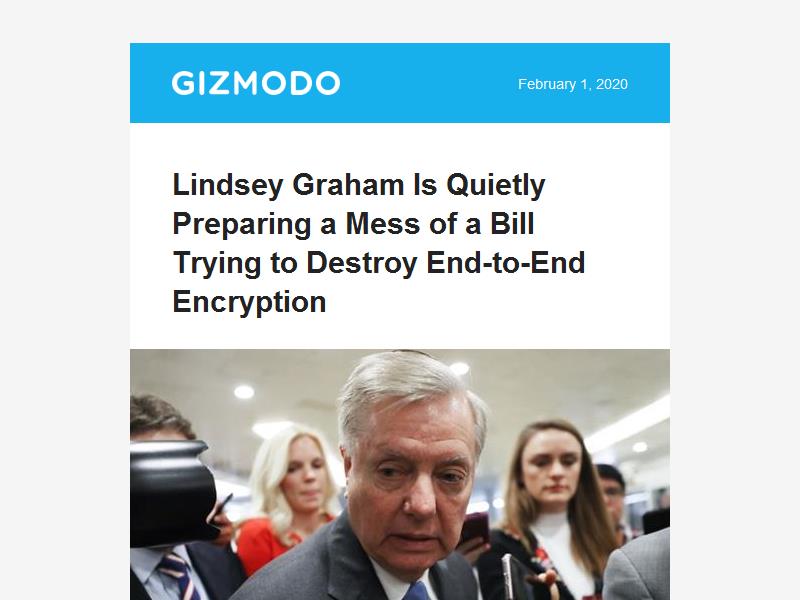 GIZMODO
February 1, 2020
Lindsey Graham Is Quietly
Preparing a Mess of a Bill
Trying to Destroy End-to-End
Encryption